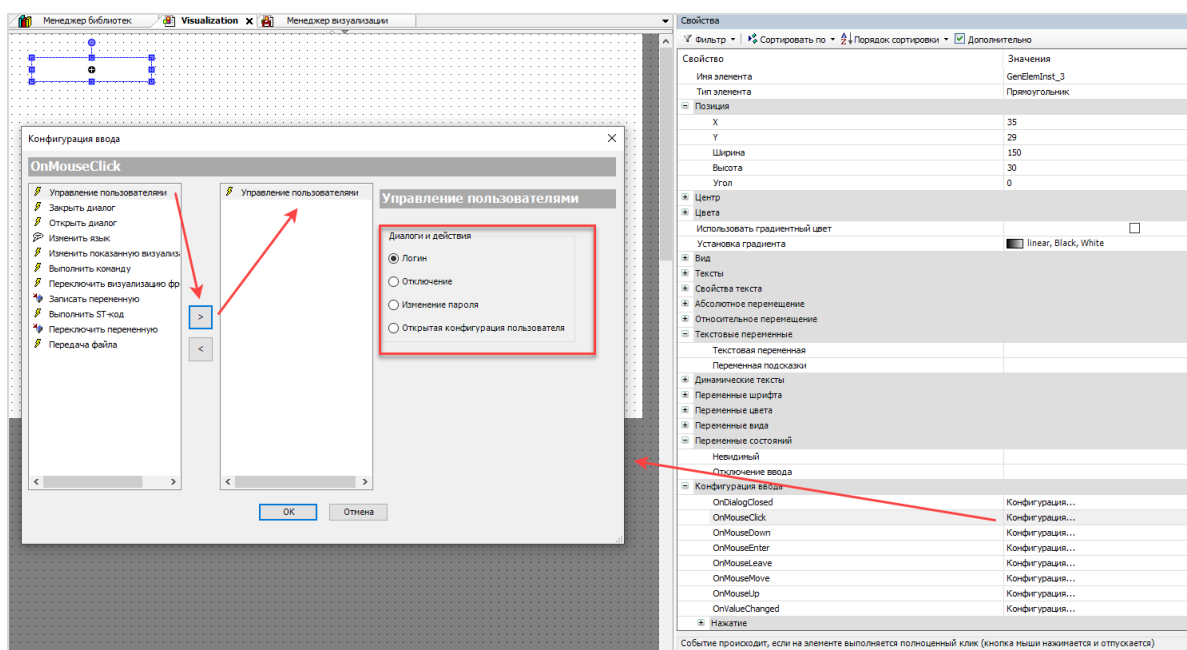 Менеджер библиотек
Visualization
Менеджер визуализации
Конфигурация ввода
OnMouseClick
Управление пользователями
Закрыть диалог
Открыть диалог
Изменить язык
Изменить показанную визуализ
Выполнить команду
Переключить визуализацию фр
Записать переменную
Выполнить ST-код
Переключить переменную
Передача файла
>
<
Управление пользователями
Управление пользователями
Диалоги и действия
Логин
Отключение
Изменение пароля
Открытая конфигурация пользователя
OK Отмена
Свойства
Фильтр Сортировать по Порядок сортировки Дополнительно
Свойство Значения
Имя элемента GenElemInst_3
Тип элемента Прямоугольник
Позиция
X 35
Y 29
Ширина 150
Высота 30
Угол 0
Центр
Цвета
Использовать градиентный цвет
Установка градиента linear, Black, White
Вид
Тексты
Свойства текста
Абсолютное перемещение
Относительное перемещение
Текстовые переменные
Текстовая переменная
Переменная подсказки
Динамические тексты
Переменные шрифта
Переменные цвета
Переменные вида
Переменные состояний
Невидимый
Отключение ввода
Конфигурация ввода
OnDialogClosed Конфигурация...
OnMouseClick Конфигурация...
OnMouseDown Конфигурация...
OnMouseEnter Конфигурация...
OnMouseLeave Конфигурация...
OnMouseMove Конфигурация...
OnMouseUp Конфигурация...
OnValueChanged Конфигурация...
Нажатие
Событие происходит, если на элементе выполняется полноценный клик (кнопка мыши нажимается и отпускается)